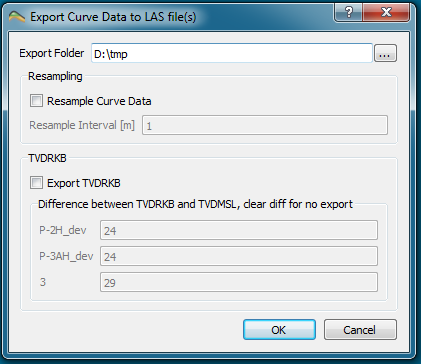 Export Curve Data to LAS file(s)
?
Export Folder D:\tmp ...
Resampling
Resample Curve Data
Resample Interval [m] 1
TVDRKB
Export TVDRKB
Difference between TVDRKB and TVDMSL, clear diff for no export
P-2H_dev 24
P-3AH_dev 24
3 29
OK Cancel